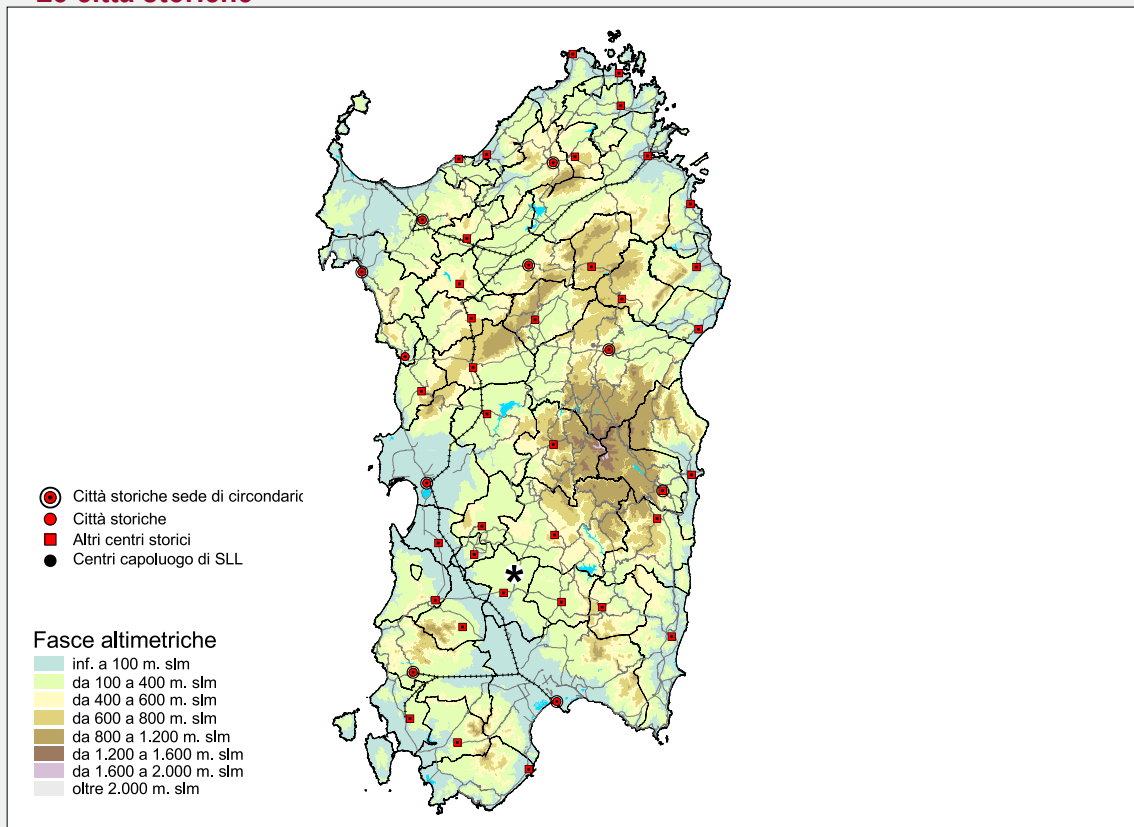 Città storiche sede di circondario
Città storiche
Altri centri storici
Centri capoluogo di SLL
*
Fasce altimetriche
inf. a 100 m. slm
da 100 a 400 m. slm
da 400 a 600 m. slm
da 600 a 800 m. slm
da 800 a 1.200 m. slm
da 1.200 a 1.600 m. slm
da 1.600 a 2.000 m. slm
oltre 2.000 m. slm